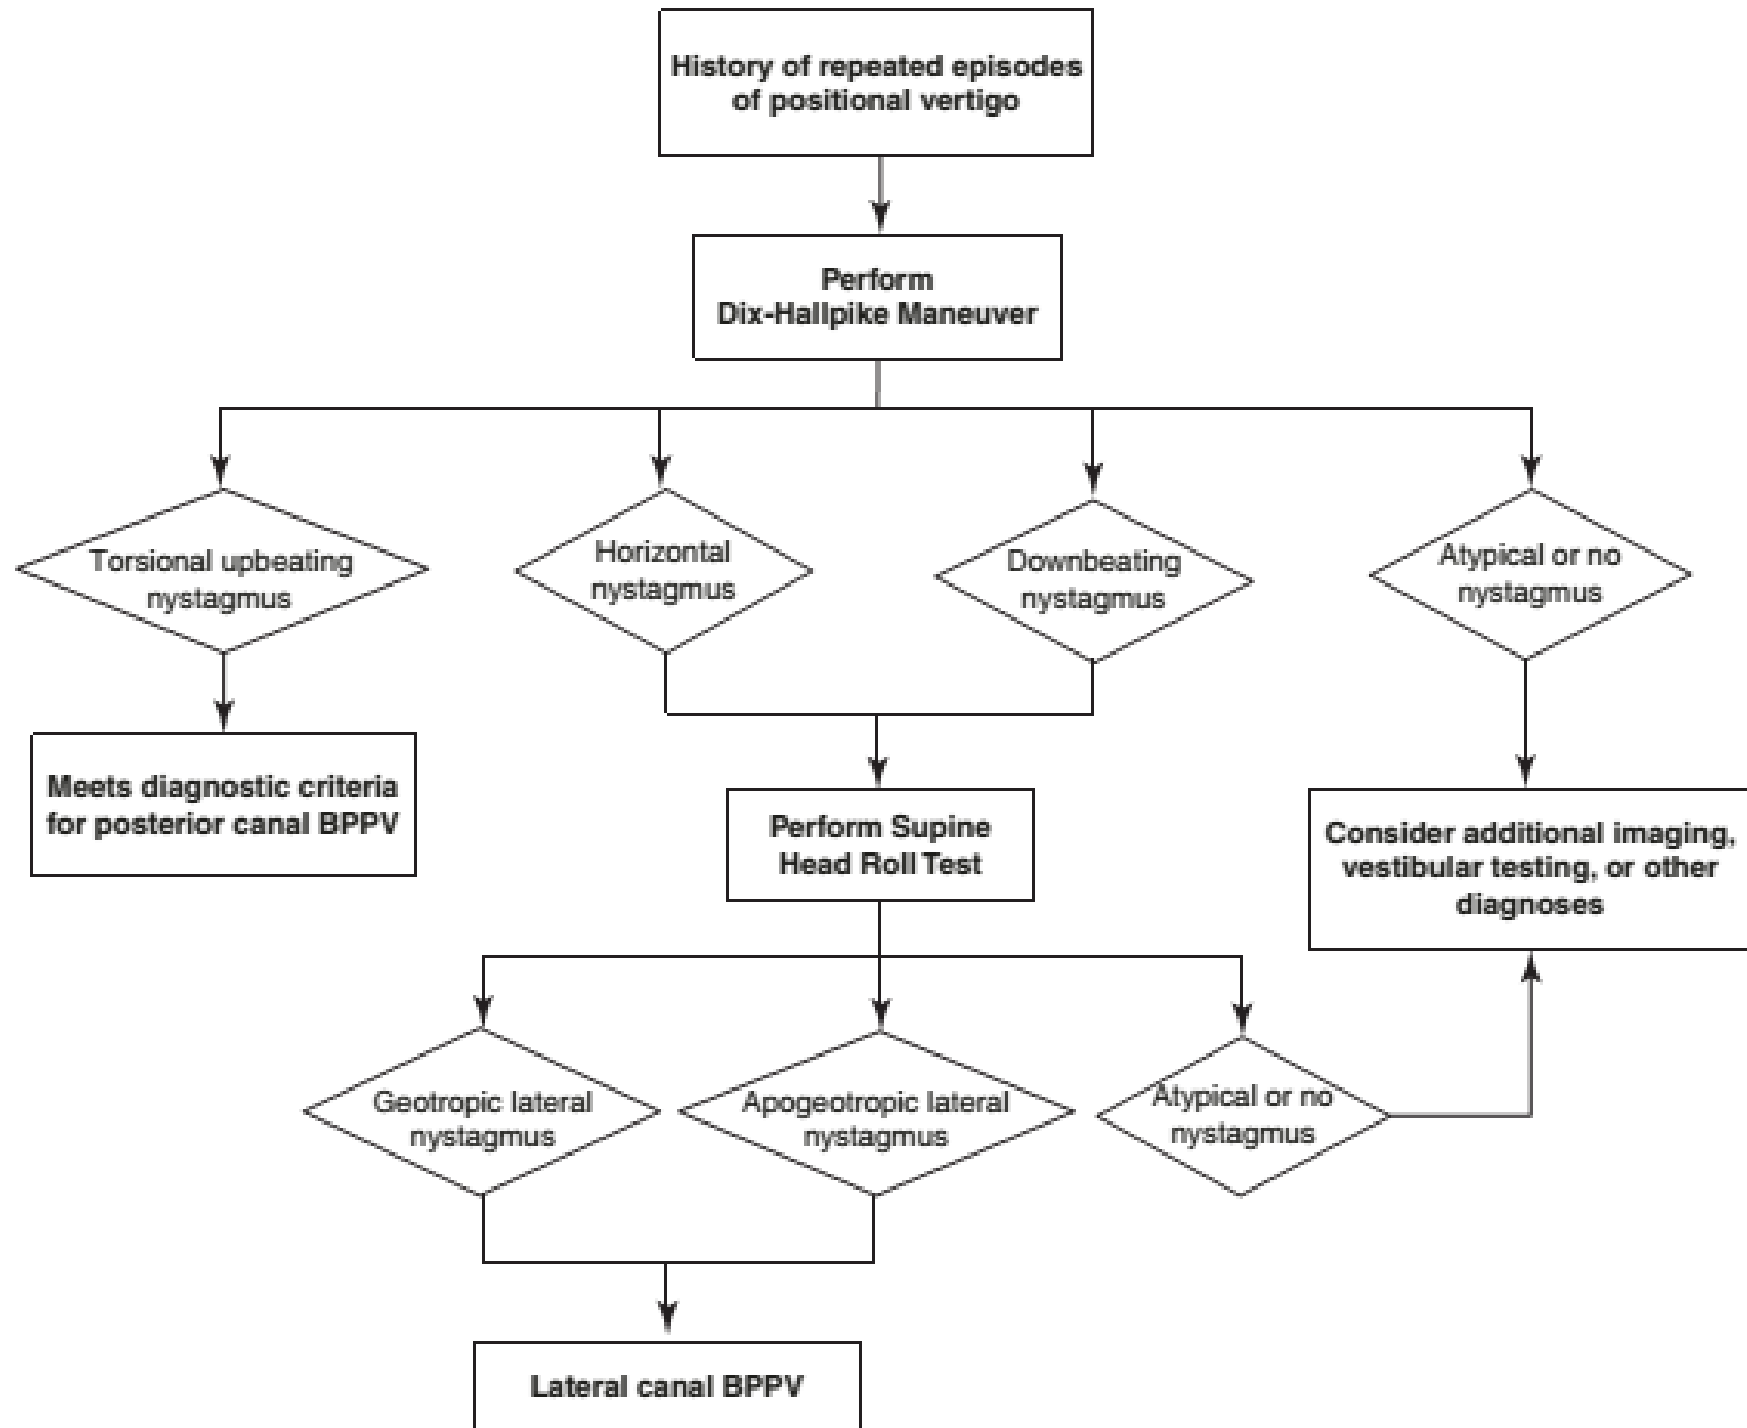 History of repeated episodes
of positional vertigo
Perform
Dix-Hallpike Maneuver
Torsional upbeating
nystagmus
Horizontal
nystagmus
Downbeating
nystagmus
Atypical or no
nystagmus
Meets diagnostic criteria
for posterior canal BPPV
Perform Supine
Head Roll Test
Consider additional imaging,
vestibular testing, or other
diagnoses
Geotropic lateral
nystagmus
Apogeotropic lateral
nystagmus
Atypical or no
nystagmus
Lateral canal BPPV